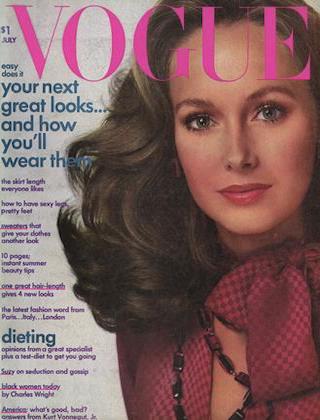 $1
JULY
VOGUE
easy
does it
your next
great looks...
and how
you'll
wear them
the skirt length
everyone likes
how to have sexy legs,
pretty feet
sweaters that
give your clothes
another look
10 pages:
instant summer
beauty tips
one great hair-length
gives 4 new looks
the latest fashion word from
Paris...Italy...London
dieting
opinions from a great specialist
plus a test-diet to get you going
Suzy on seduction and gossip
black women today
by Charles Wright
America: what's good, bad?
answers from Kurt Vonnegut, Jr.